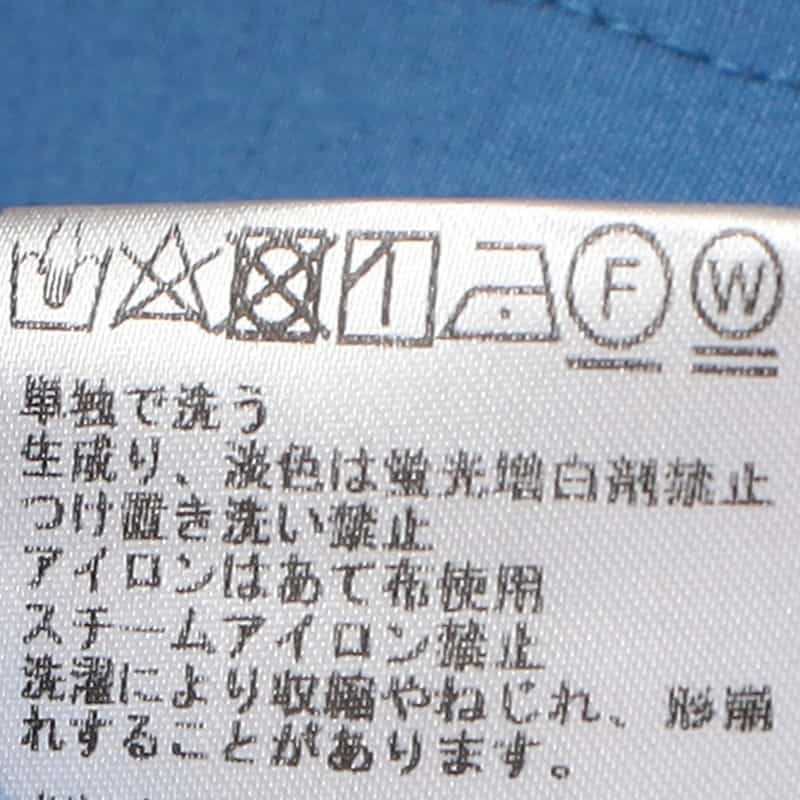 F W
単独で洗う
生成り、淡色は蛍光増白剤禁止
つけ置き洗い禁止
アイロンはあて布使用
スチームアイロン禁止
洗濯により収縮やねじれ、形崩
れすることがあります。